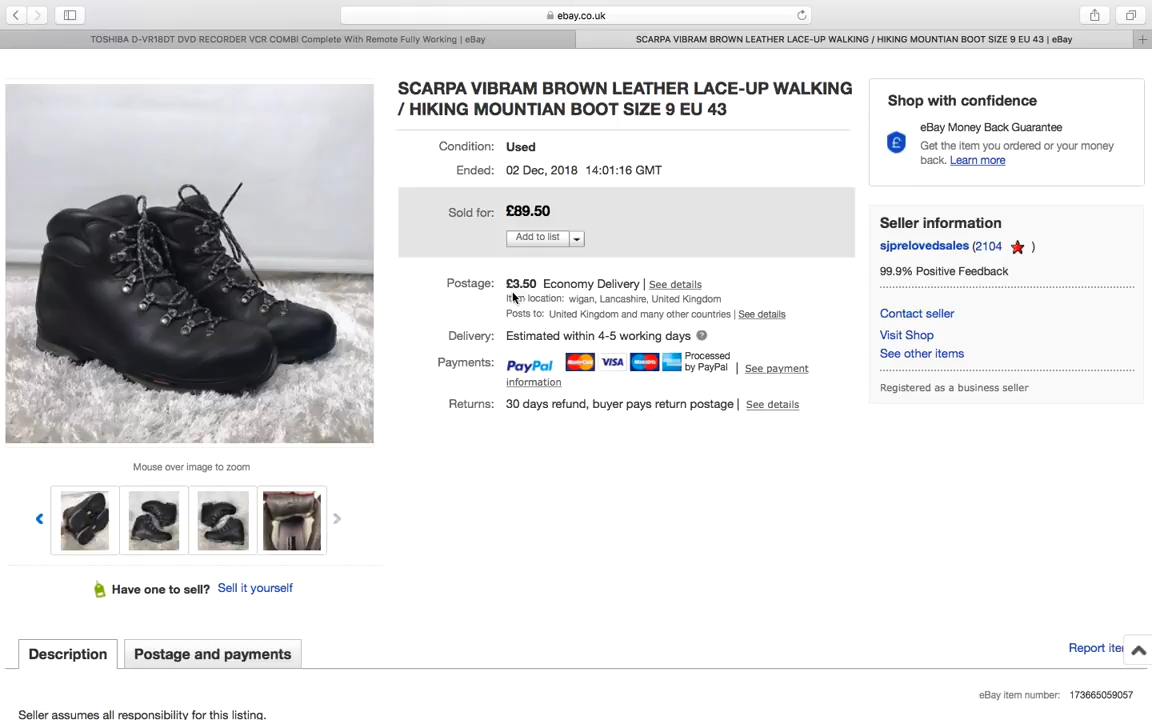 ebay.co.uk
TOSHIBA D-VR18DT DVD RECORDER VCR COMBI Complete With Remote Fully Working | eBay
SCARPA VIBRAM BROWN LEATHER LACE-UP WALKING / HIKING MOUNTIAN BOOT SIZE 9 EU 43 | eBay
SCARPA VIBRAM BROWN LEATHER LACE-UP WALKING
/ HIKING MOUNTIAN BOOT SIZE 9 EU 43
Condition: Used
Ended: 02 Dec, 2018 14:01:16 GMT
Sold for: £89.50
Add to list
Postage: £3.50 Economy Delivery | See details
Item location: wigan, Lancashire, United Kingdom
Posts to: United Kingdom and many other countries | See details
Delivery: Estimated within 4-5 working days ?
Payments: PayPal MasterCard VISA Maestro Processed
by PayPal | See payment
information
Returns: 30 days refund, buyer pays return postage | See details
Shop with confidence
£
eBay Money Back Guarantee
Get the item you ordered or your money
back. Learn more
Seller information
sjprelovedsales (2104 )
99.9% Positive Feedback
Contact seller
Visit Shop
See other items
Registered as a business seller
Mouse over image to zoom
Have one to sell? Sell it yourself
Description
Postage and payments
Report ite
eBay item number: 173665059057
Seller assumes all responsibility for this listing.